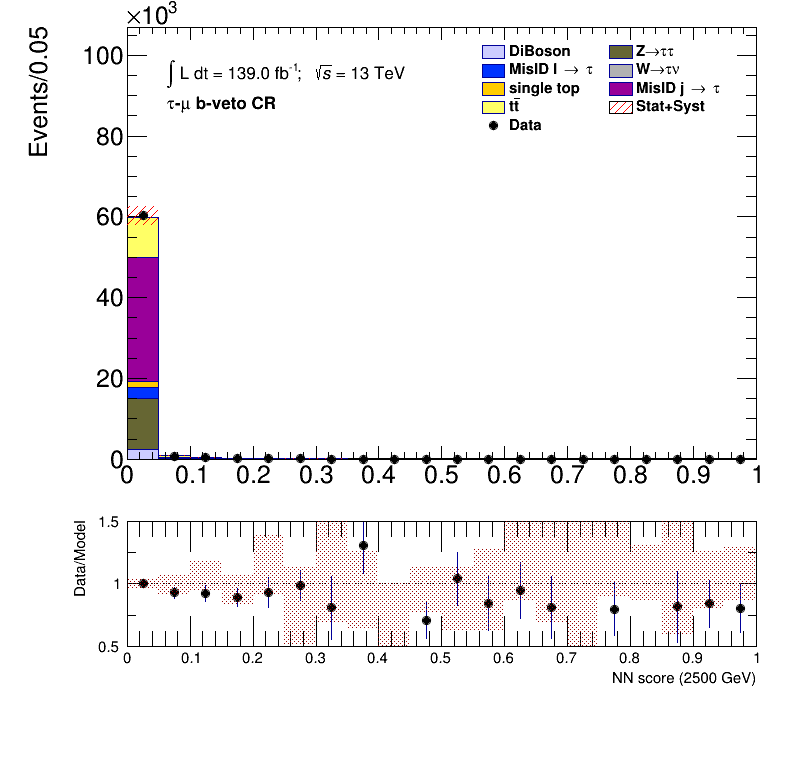 ×10³
Events/0.05
100
80
60
40
20
0
∫ L dt = 139.0 fb⁻¹; √s = 13 TeV
τ-μ b-veto CR
DiBoson
MisID l → τ
single top
tt̄
Data
Z→ττ
W→τν
MisID j → τ
Stat+Syst
0 0.1 0.2 0.3 0.4 0.5 0.6 0.7 0.8 0.9 1
Data/Model
1.5
1
0.5
0 0.1 0.2 0.3 0.4 0.5 0.6 0.7 0.8 0.9 1
NN score (2500 GeV)